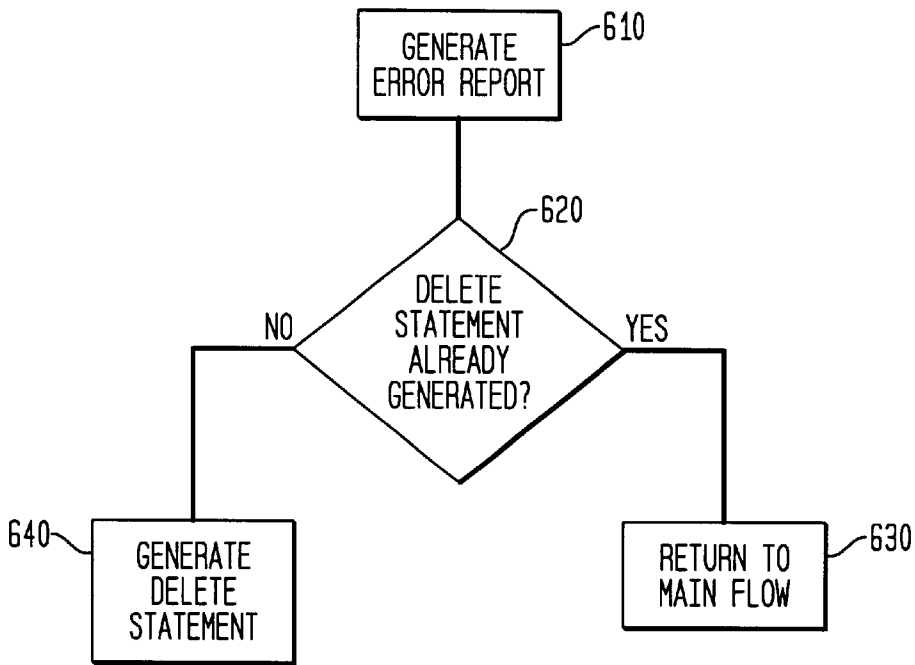 610
GENERATE
ERROR REPORT
620
DELETE
STATEMENT
ALREADY
GENERATED?
NO
YES
640
GENERATE
DELETE
STATEMENT
RETURN TO
MAIN FLOW
630